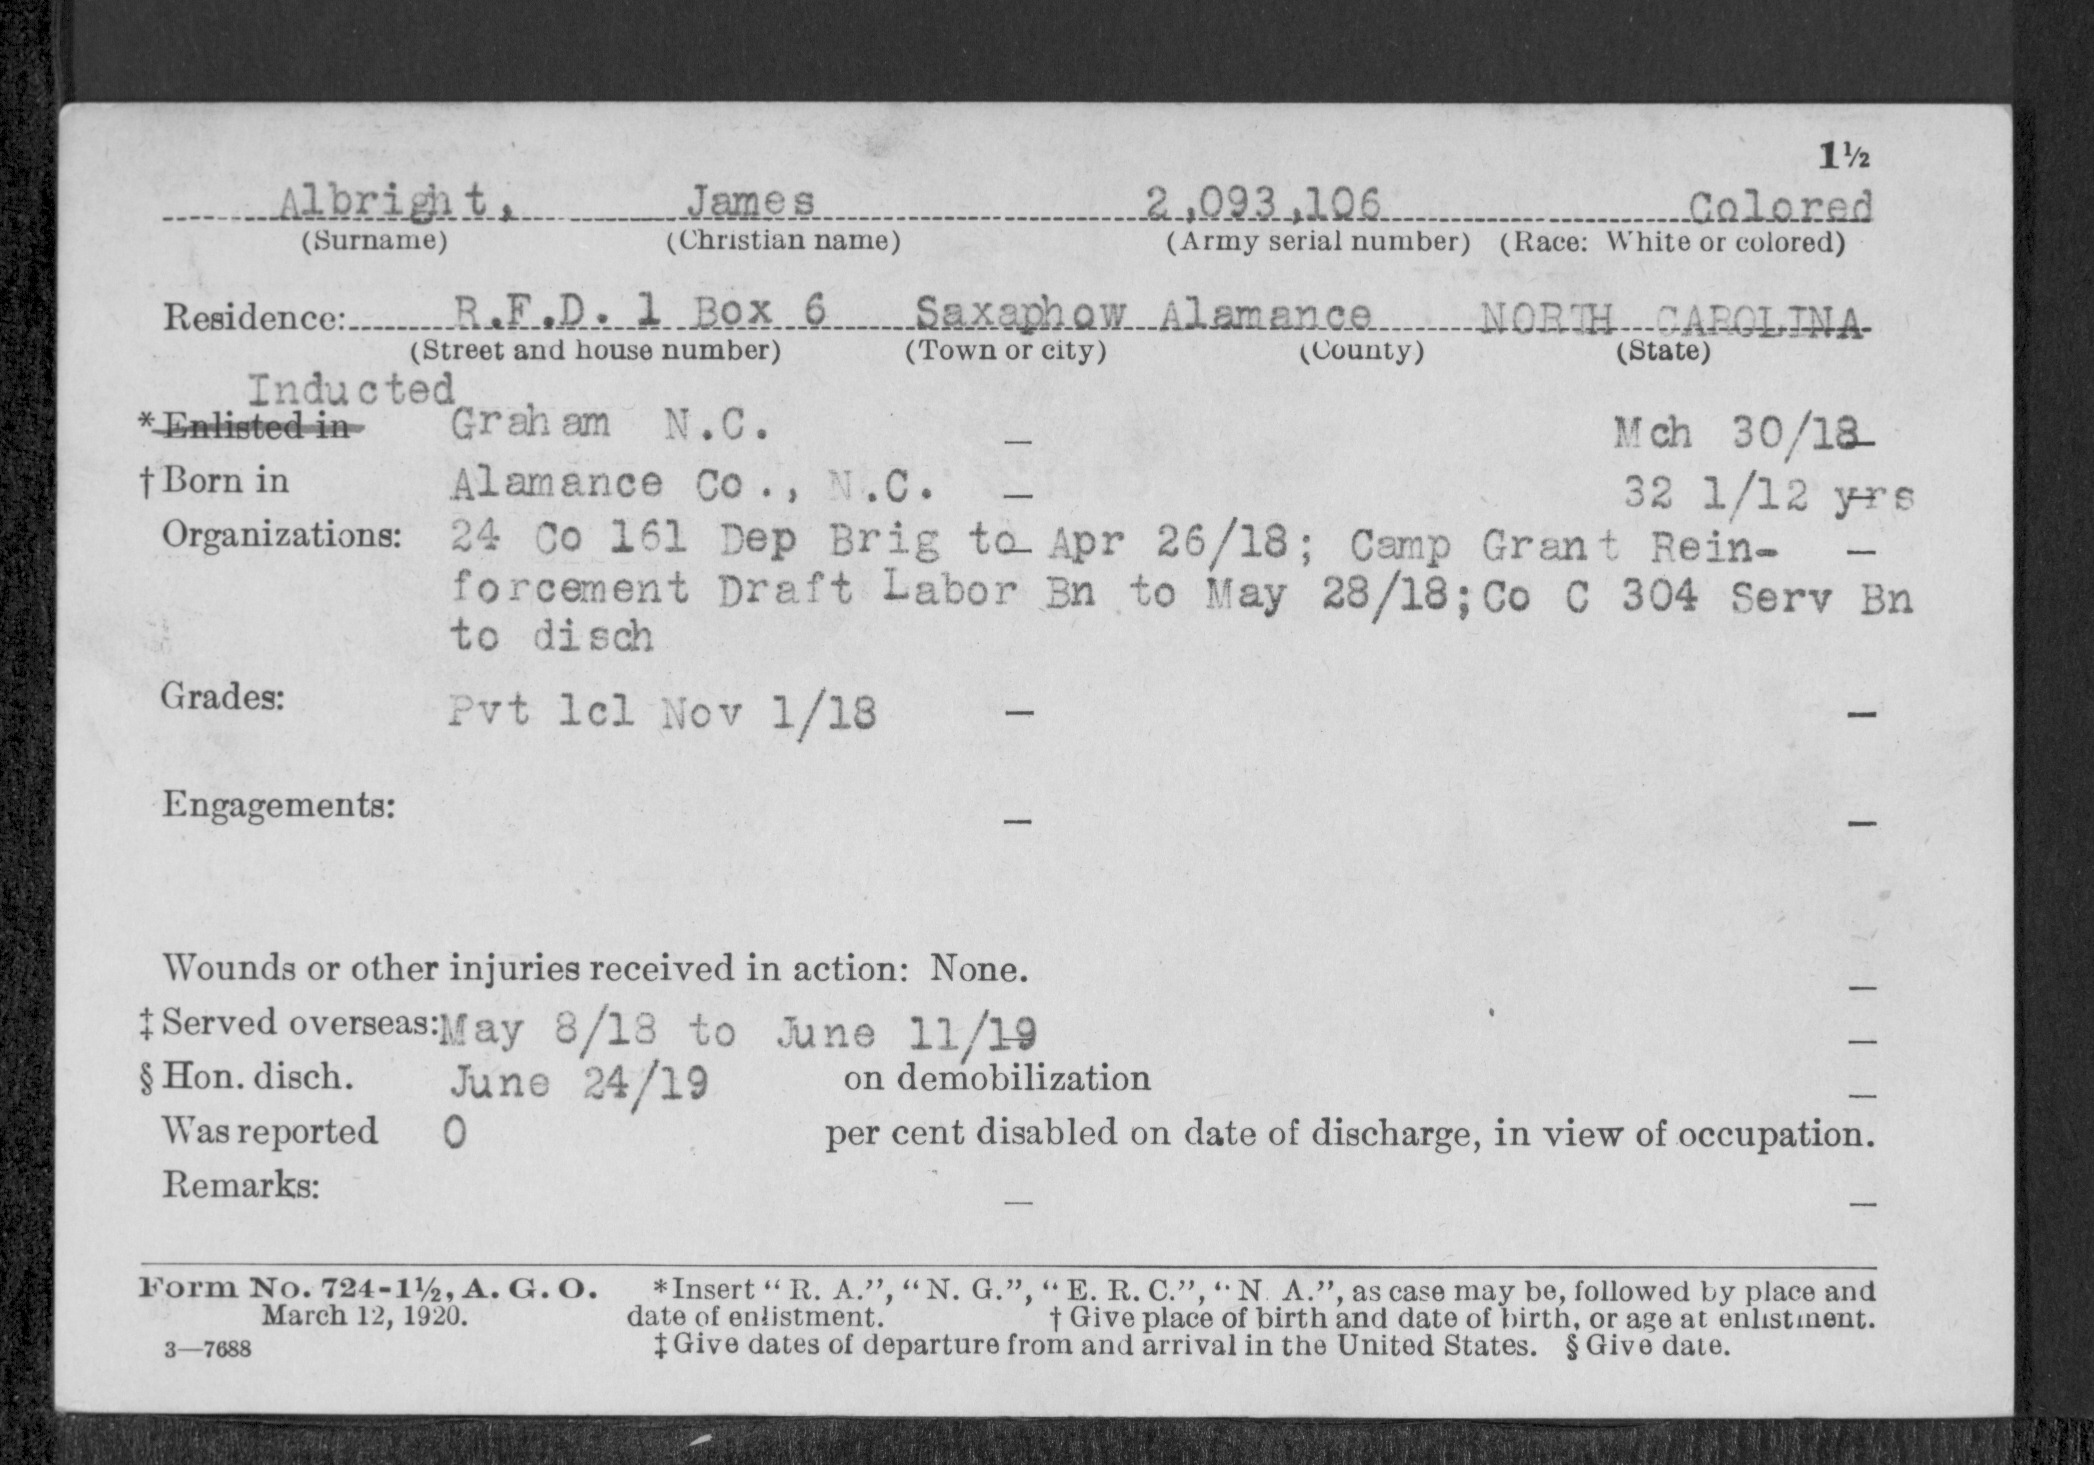 1½
Albright, James 2,093,106 Colored
(Surname) (Christian name) (Army serial number) (Race: White or colored)
Residence: R.F.D. 1 Box 6 Saxaphow Alamance NORTH CAROLINA
(Street and house number) (Town or city) (County) (State)
Inducted
*Enlisted in Graham N.C. — Mch 30/18
†Born in Alamance Co., N.C. — 32 1/12 yrs
Organizations: 24 Co 161 Dep Brig to Apr 26/18; Camp Grant Rein- —
forcement Draft Labor Bn to May 28/18;Co C 304 Serv Bn
to disch
Grades: Pvt 1cl Nov 1/18 — —
Engagements: — —
Wounds or other injuries received in action: None. —
‡Served overseas: May 8/18 to June 11/19 —
§Hon. disch. June 24/19 on demobilization —
Was reported 0 per cent disabled on date of discharge, in view of occupation.
Remarks: — —
Form No. 724-1½, A. G. O. *Insert "R. A.", "N. G.", "E. R. C.", "N. A.", as case may be, followed by place and
March 12, 1920. date of enlistment. †Give place of birth and date of birth, or age at enlistment.
3—7688 ‡Give dates of departure from and arrival in the United States. §Give date.